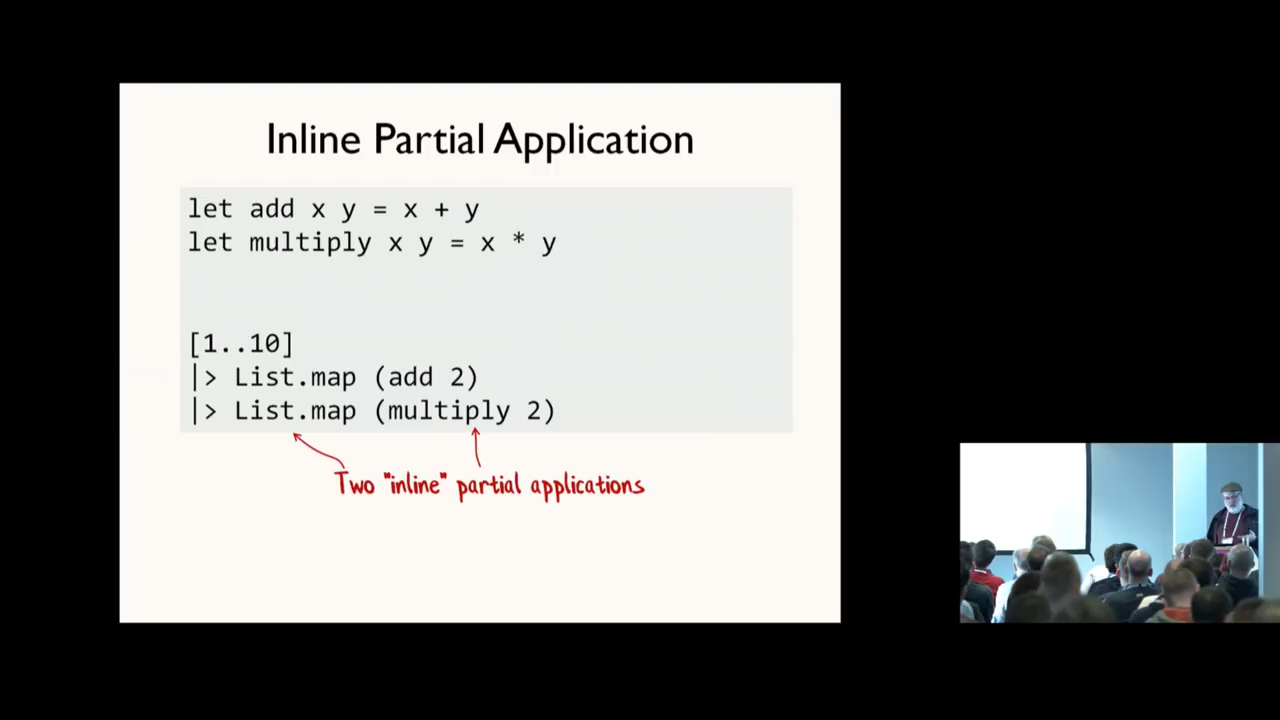 Inline Partial Application
let add x y = x + y
let multiply x y = x * y
[1..10]
|> List.map (add 2)
|> List.map (multiply 2)
Two "inline" partial applications